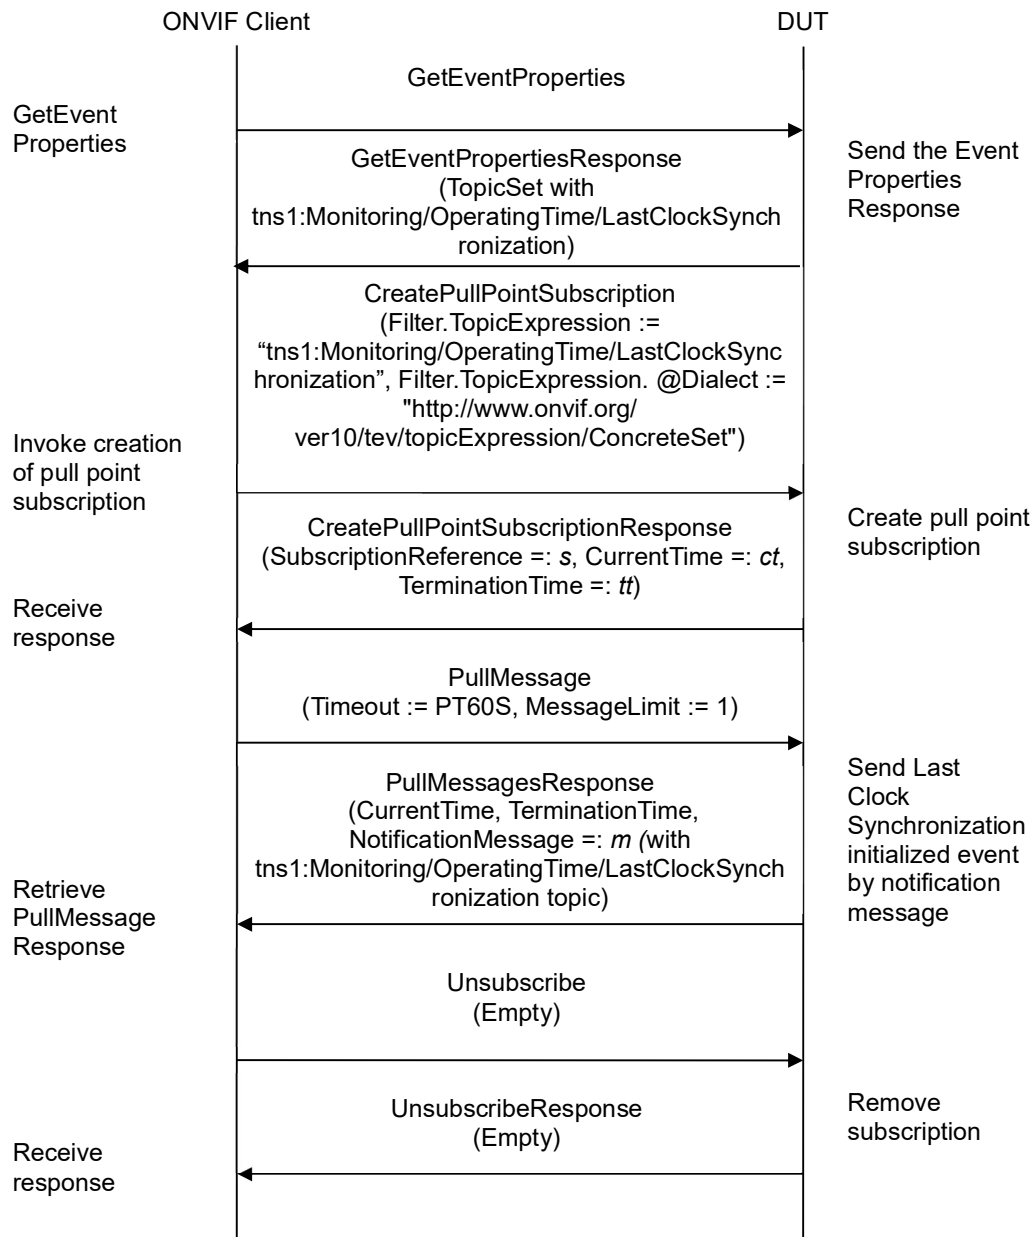 ONVIF Client
DUT
GetEventProperties
GetEvent
Properties
GetEventPropertiesResponse
(TopicSet with
tns1:Monitoring/OperatingTime/LastClockSynch
ronization)
Send the Event
Properties
Response
CreatePullPointSubscription
(Filter.TopicExpression :=
“tns1:Monitoring/OperatingTime/LastClockSync
hronization”, Filter.TopicExpression. @Dialect :=
"http://www.onvif.org/
ver10/tev/topicExpression/ConcreteSet")
Invoke creation
of pull point
subscription
CreatePullPointSubscriptionResponse
(SubscriptionReference =: s, CurrentTime =: ct,
TerminationTime =: tt)
Create pull point
subscription
Receive
response
PullMessage
(Timeout := PT60S, MessageLimit := 1)
PullMessagesResponse
(CurrentTime, TerminationTime,
NotificationMessage =: m (with
tns1:Monitoring/OperatingTime/LastClockSynch
ronization topic)
Send Last
Clock
Synchronization
initialized event
by notification
message
Retrieve
PullMessage
Response
Unsubscribe
(Empty)
UnsubscribeResponse
(Empty)
Remove
subscription
Receive
response